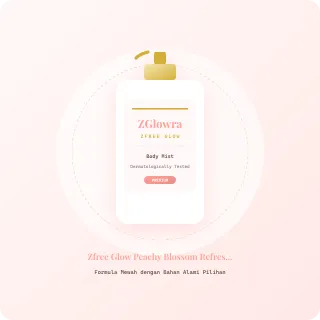 ZGlowra
ZFREE GLOW
Body Mist
Dermatologically Tested
Zfree Glow Peachy Blossom Refres...
Formula Mewah dengan Bahan Alami Pilihan